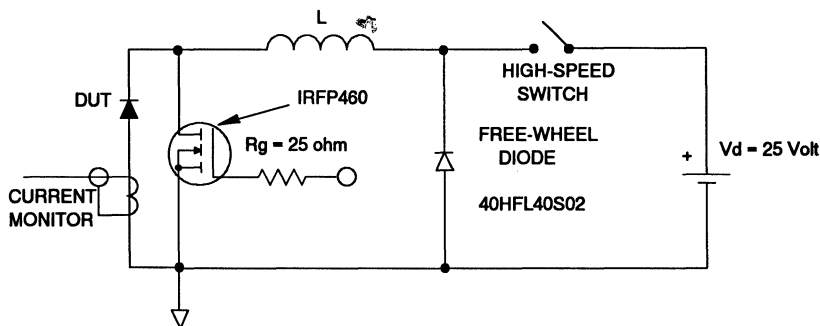 L
DUT
IRFP460
Rg = 25 ohm
HIGH-SPEED
SWITCH
FREE-WHEEL
DIODE
40HFL40S02
+
Vd = 25 Volt
CURRENT
MONITOR